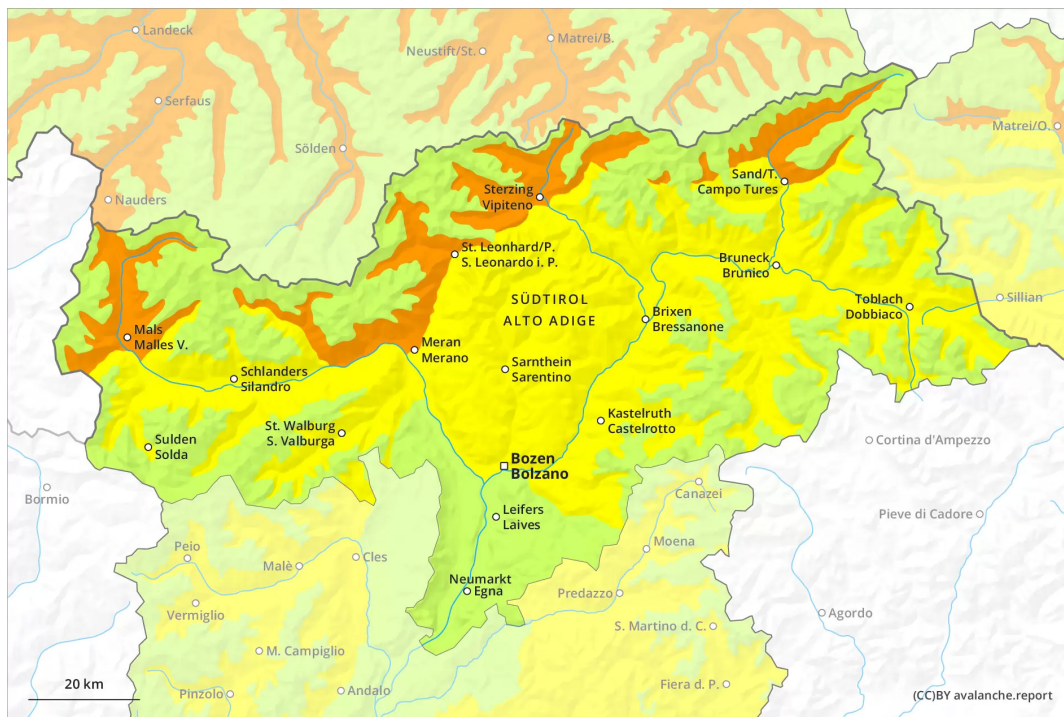 Landeck
Neustift/St.
Matrei/B.
Serfaus
Matrei/O.
Sölden
Sand/T.
Campo Tures
Nauders
Sterzing
Vipiteno
St. Leonhard/P.
S. Leonardo i. P.
Bruneck
Brunico
Toblach
Dobbiaco
Sillian
SÜDTIROL
ALTO ADIGE
Brixen
Bressanone
Mals
Malles V.
Meran
Merano
Schlanders
Silandro
Sarnthein
Sarentino
Kastelruth
Castelrotto
St. Walburg
S. Valburga
Sulden
Solda
Cortina d'Ampezzo
Bozen
Bolzano
Bormio
Canazei
Leifers
Laives
Pieve di Cadore
Moena
Peio
Cles
Malè
Neumarkt
Egna
Predazzo
Vermiglio
Agordo
S. Martino d. C.
M. Campiglio
20 km
Pinzolo
Andalo
Fiera d. P.
(CC)BY avalanche.report